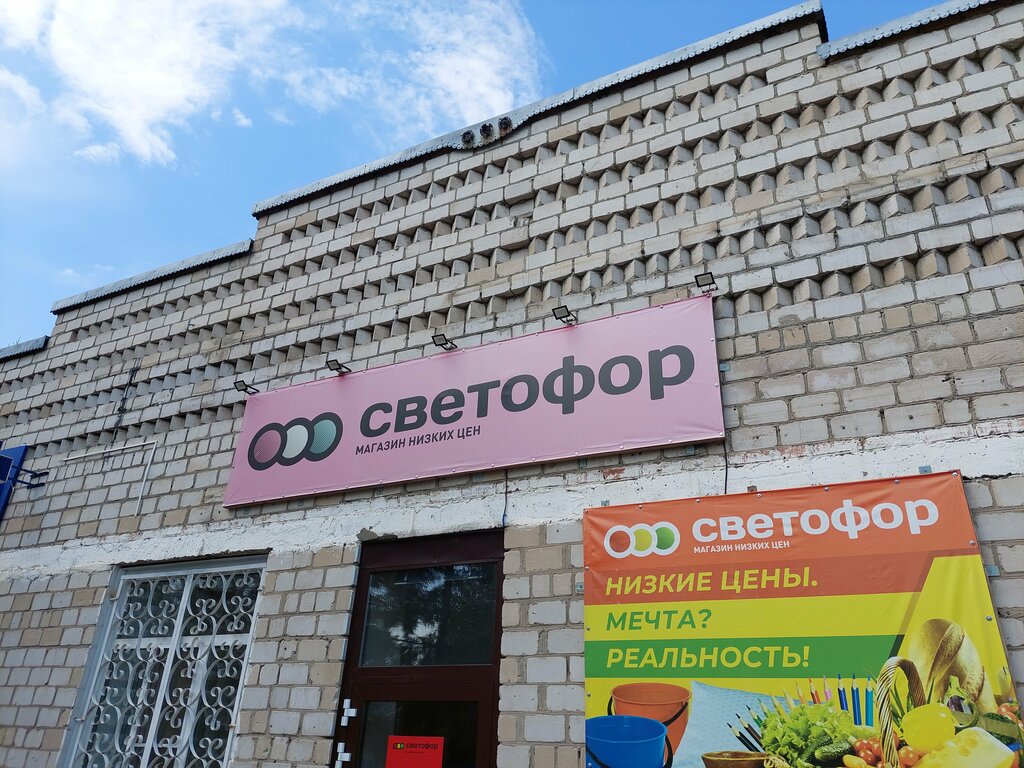 светофор
МАГАЗИН НИЗКИХ ЦЕН
светофор
МАГАЗИН НИЗКИХ ЦЕН
НИЗКИЕ ЦЕНЫ.
МЕЧТА?
РЕАЛЬНОСТЬ!
светофор